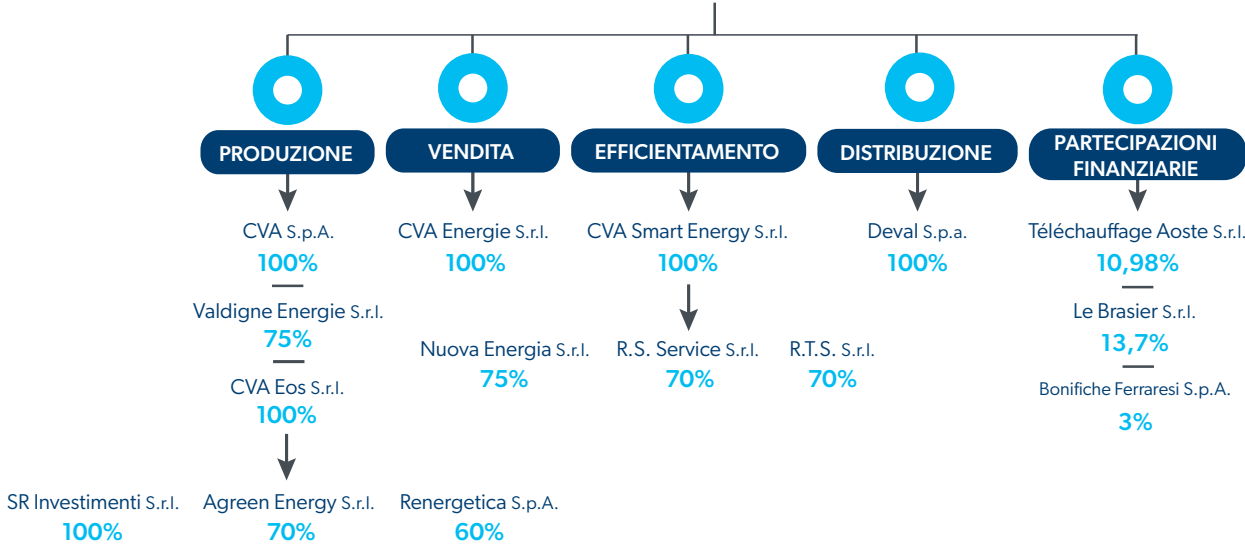 PRODUZIONE
VENDITA
EFFICIENTAMENTO
DISTRIBUZIONE
PARTECIPAZIONI
FINANZIARIE
CVA S.p.A.
100%
Valdigne Energie S.r.l.
75%
CVA Eos S.r.l.
100%
SR Investimenti S.r.l.
100%
Agreen Energy S.r.l.
70%
Renergetica S.p.A.
60%
CVA Energie S.r.l.
100%
CVA Smart Energy S.r.l.
100%
Nuova Energia S.r.l.
75%
R.S. Service S.r.l.
70%
R.T.S. S.r.l.
70%
Deval S.p.a.
100%
Téléchauffage Aoste S.r.l.
10,98%
Le Brasier S.r.l.
13,7%
Bonifiche Ferraresi S.p.A.
3%